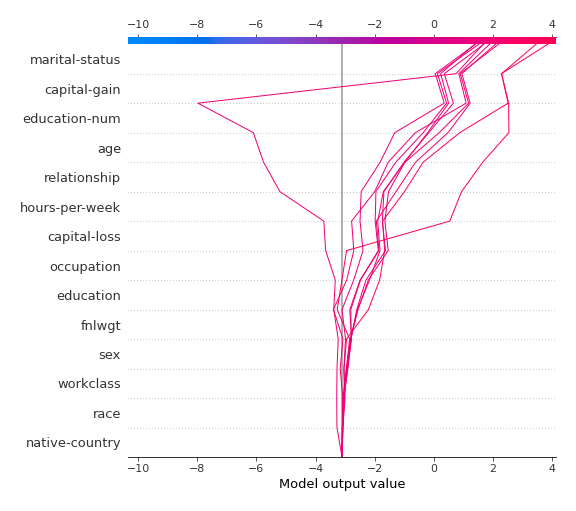 −10 −8 −6 −4 −2 0 2 4
marital-status
capital-gain
education-num
age
relationship
hours-per-week
capital-loss
occupation
education
fnlwgt
sex
workclass
race
native-country
−10 −8 −6 −4 −2 0 2 4
Model output value